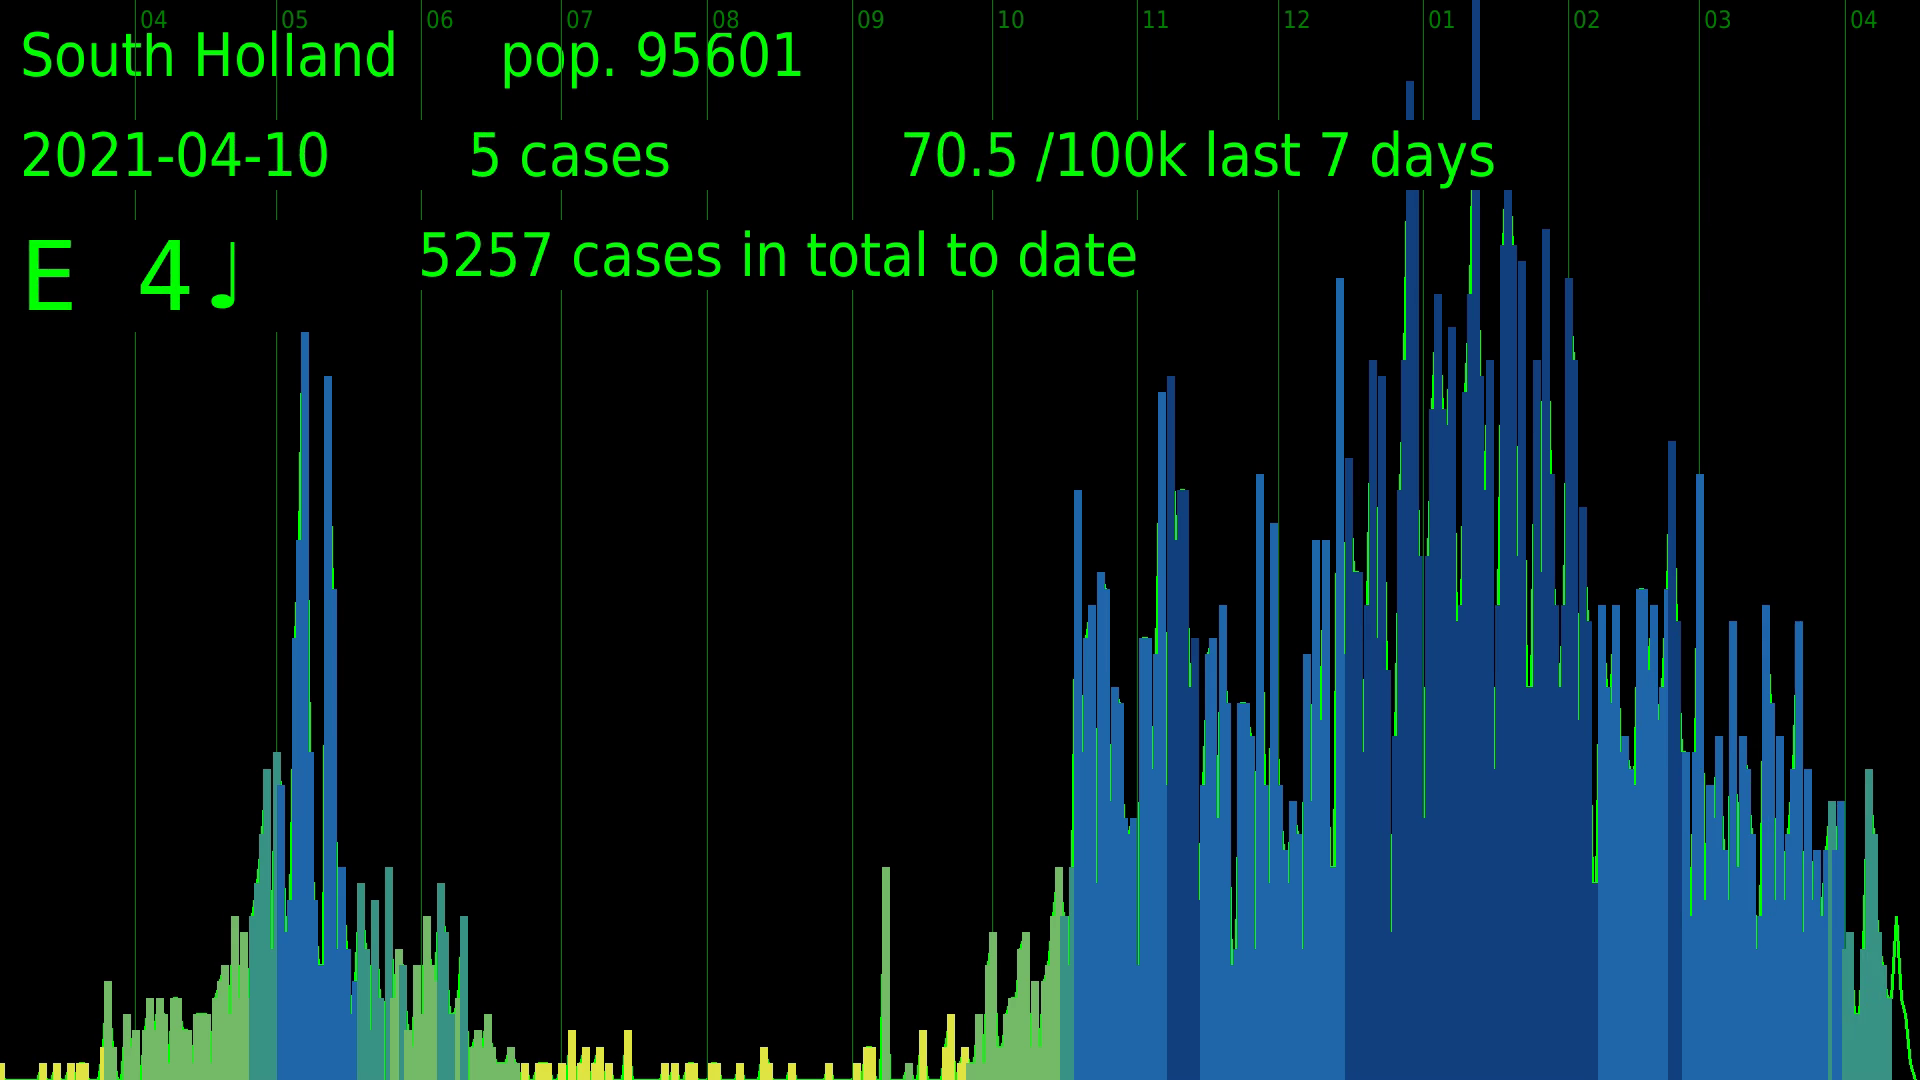 04 05 06 07 08 09 10 11 12 01 02 03 04
South Holland pop. 95601
2021-04-10 5 cases 70.5 /100k last 7 days
E 4♩ 5257 cases in total to date